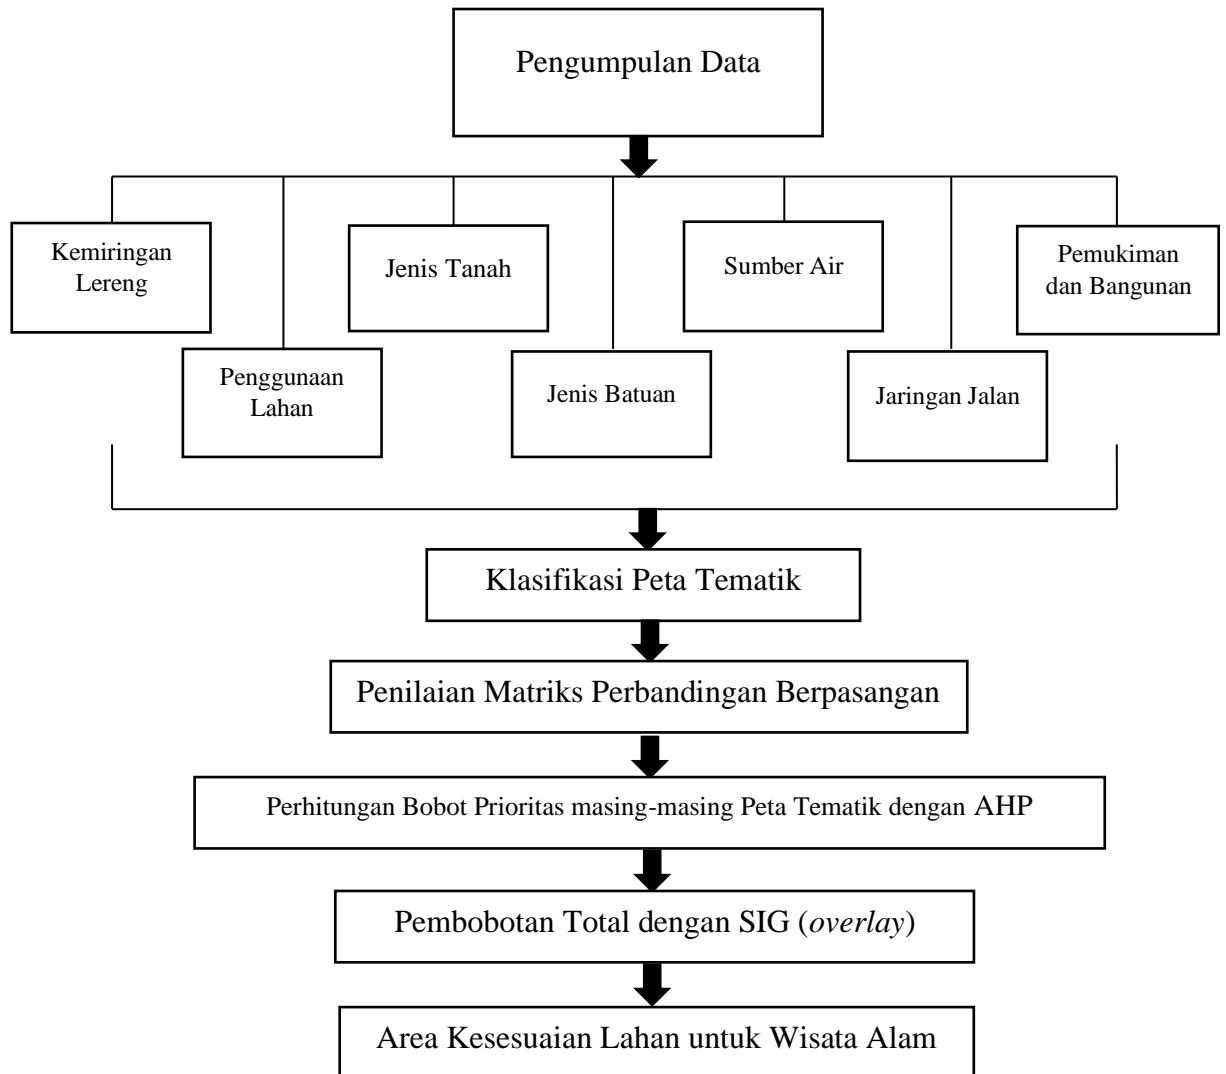 Pengumpulan Data
Kemiringan
Lereng
Jenis Tanah
Sumber Air
Pemukiman
dan Bangunan
Penggunaan
Lahan
Jenis Batuan
Jaringan Jalan
Klasifikasi Peta Tematik
Penilaian Matriks Perbandingan Berpasangan
Perhitungan Bobot Prioritas masing-masing Peta Tematik dengan AHP
Pembobotan Total dengan SIG (overlay)
Area Kesesuaian Lahan untuk Wisata Alam